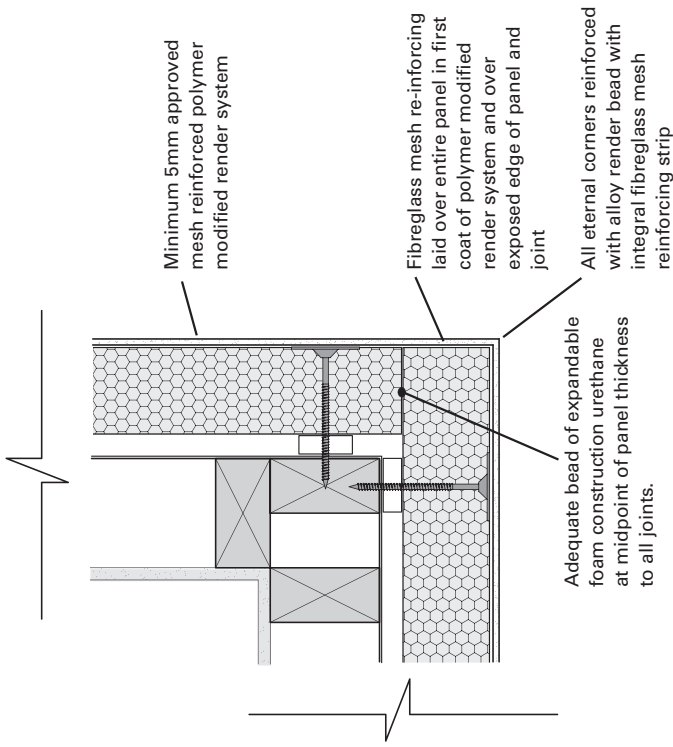 Minimum 5mm approved
mesh reinforced polymer
modified render system
Fibreglass mesh re-inforcing
laid over entire panel in first
coat of polymer modified
render system and over
exposed edge of panel and
joint
All eternal corners reinforced
with alloy render bead with
integral fibreglass mesh
reinforcing strip
Adequate bead of expandable
foam construction urethane
at midpoint of panel thickness
to all joints.